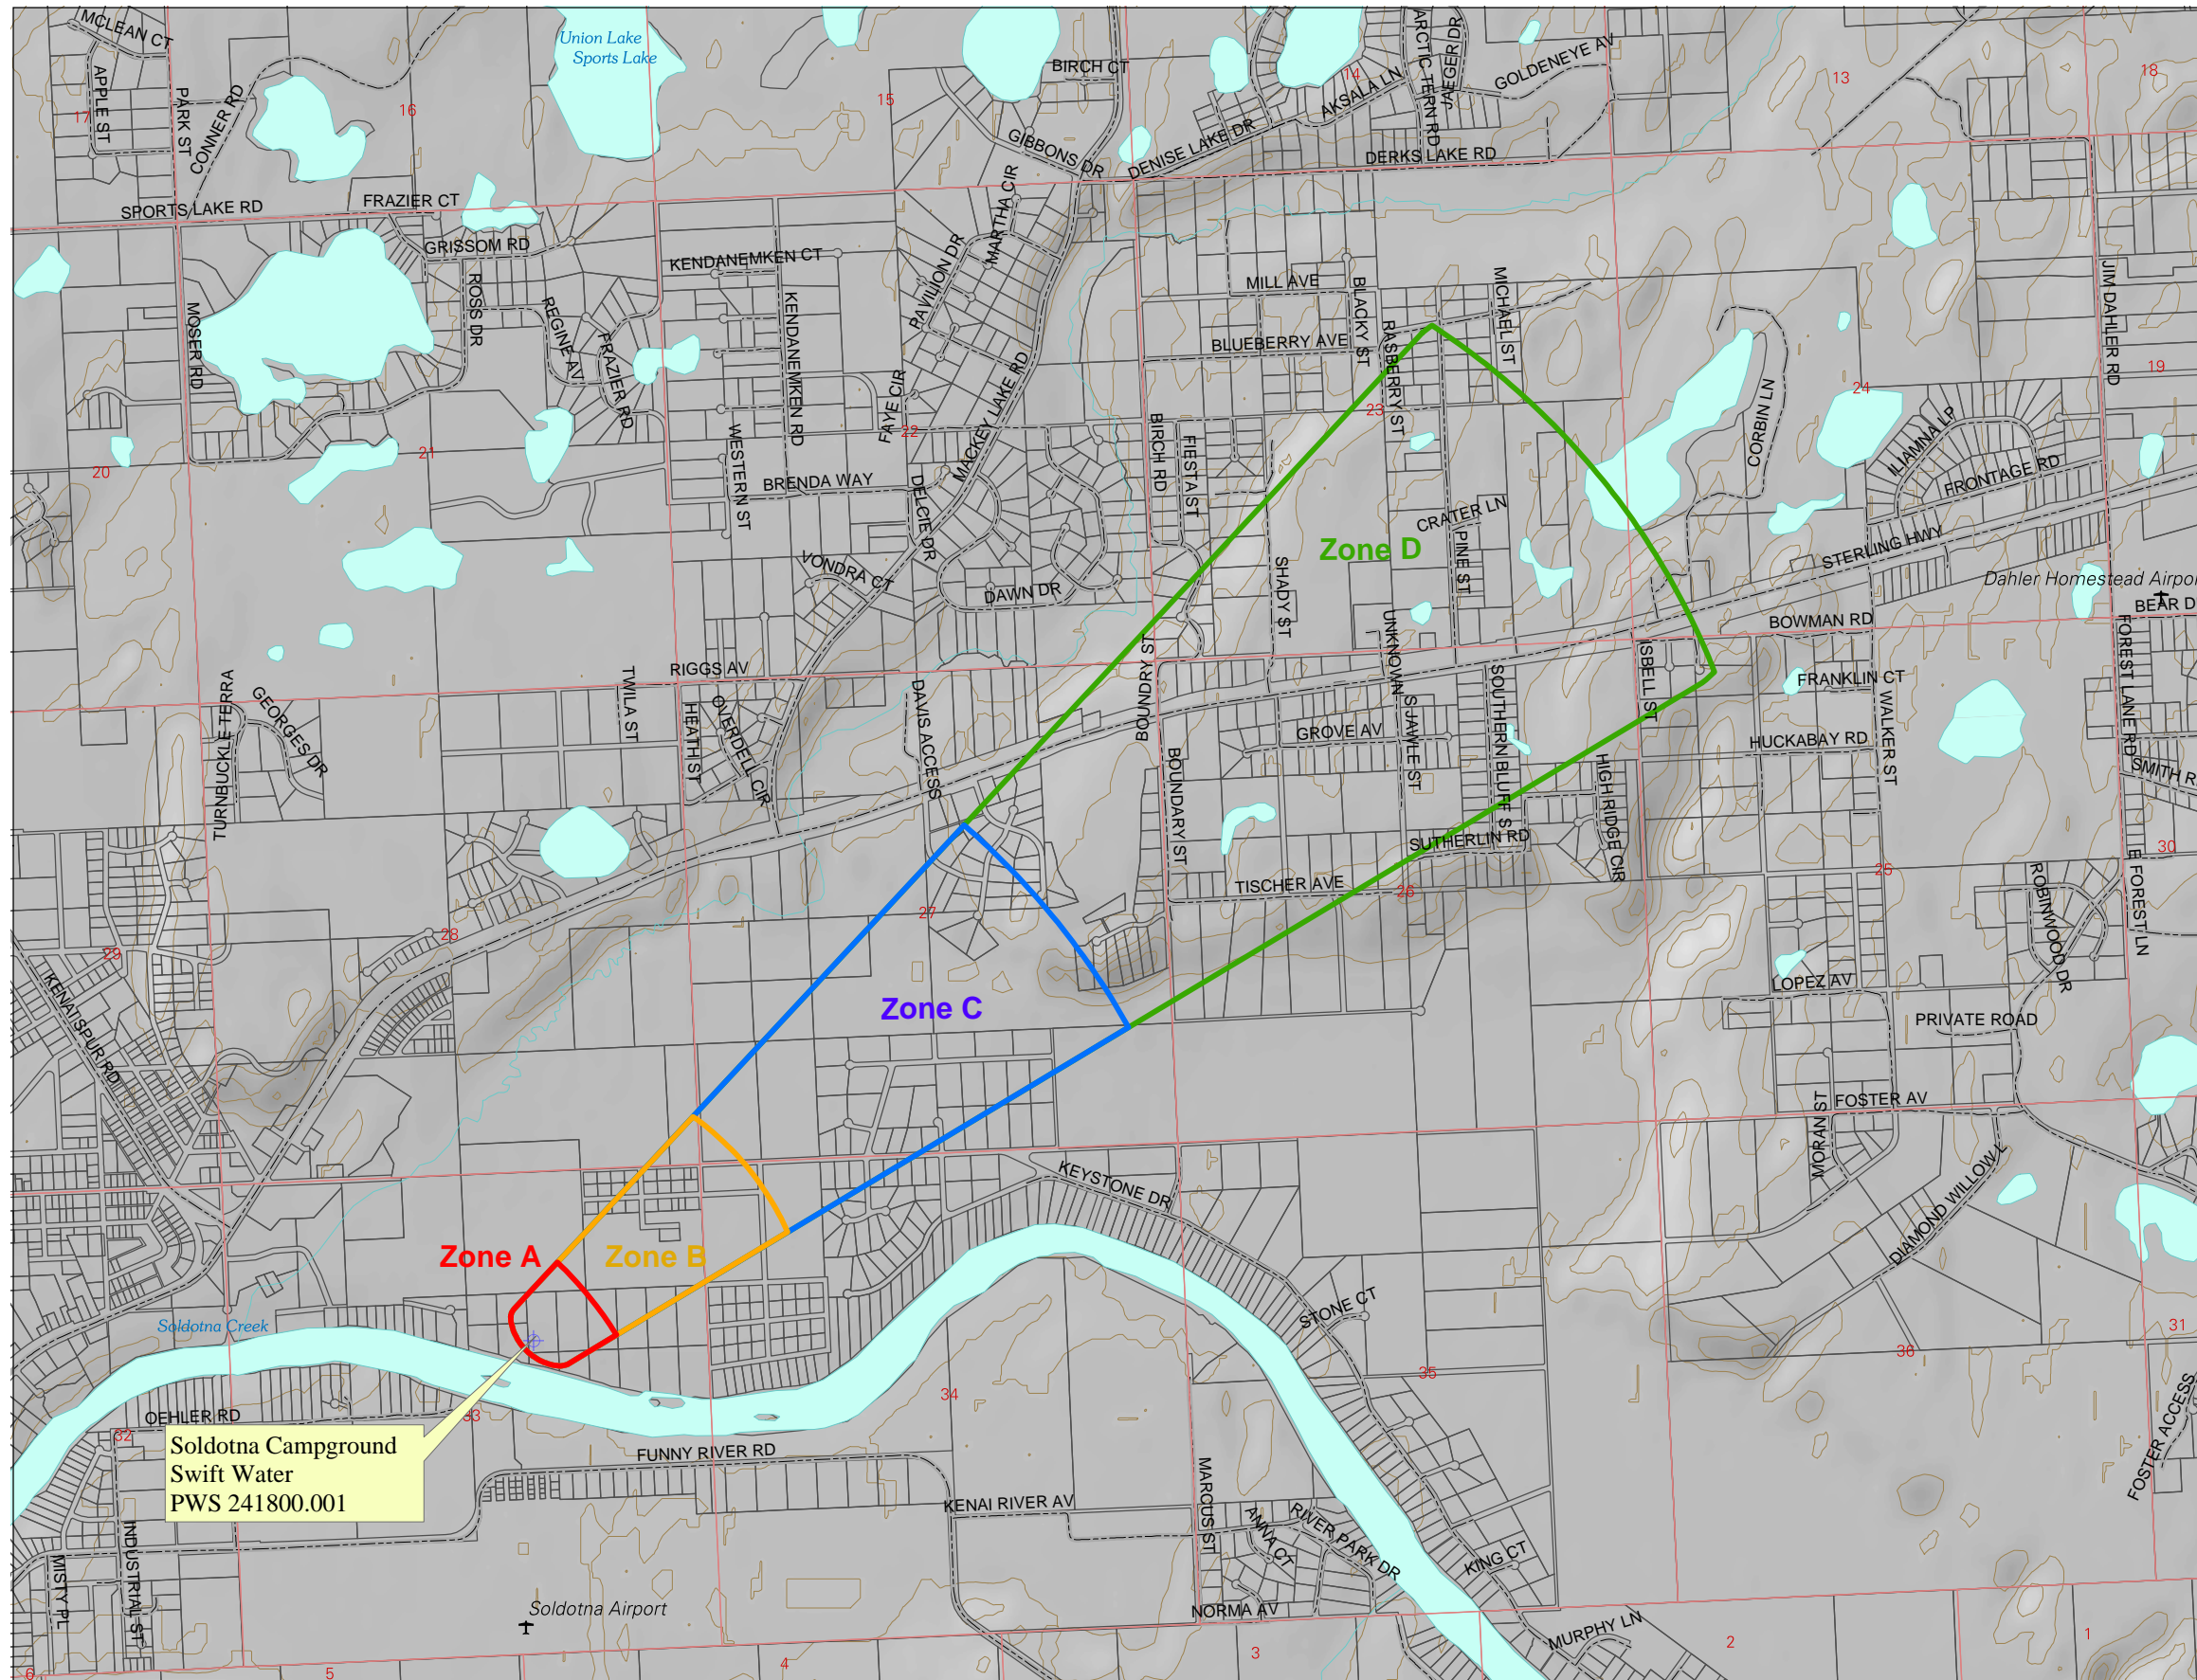 MCLEAN CT
APPLE ST
PARK ST
CONNER RD
17
16
Union Lake
Sports Lake
15
BIRCH CT
GIBBONS DR
DENISE LAKE DR
14
AKSALA LN
ARCTIC TERN RD
JAEGER DR
GOLDENEYE AV
DERKS LAKE RD
13
18
SPORTS LAKE RD
FRAZIER CT
GRISSOM RD
ROSS DR
REGINE AV
FRAZIER RD
MOSER RD
KENDANEMKEN CT
KENDANEMKEN RD
PAVILION DR
MARTHA CIR
MACKEY LAKE RD
FAYE CIR
22
WESTERN ST
BRENDA WAY
DELCIE DR
VONDRA CT
DAWN DR
20
21
MILL AVE
BLACKY ST
BLUEBERRY AVE
RASBERRY ST
MICHAEL ST
23
BIRCH RD
FIESTA ST
SHADY ST
Zone D
CRATER LN
PINE ST
UNKNOWN
CORBIN LN
24
ILIAMNA LP
FRONTAGE RD
STERLING HWY
JIM DAHLER RD
19
Dahler Homestead Airpor
BEAR D
BOWMAN RD
FRANKLIN CT
WALKER ST
FOREST LANE RD
SMITH R
HUCKABAY RD
ISBELL ST
TURNBUCKLE TERRA
GEORGES DR
TWILA ST
RIGGS AV
HEATH ST
OVERDELL CIR
DAVIS ACCESS
BOUNDRY ST
BOUNDARY ST
GROVE AV
SJAWLE ST
SOUTHERN BLUFF S
HIGH RIDGE CIR
SUTHERLIN RD
TISCHER AVE
26
25
30
E FOREST LN
ROBINWOOD DR
29
28
27
KENAI SPUR RD
Zone C
LOPEZ AV
PRIVATE ROAD
FOSTER AV
MORAN ST
DIAMOND WILLOW L
KEYSTONE DR
Zone A
Zone B
Soldotna Creek
STONE CT
31
36
35
34
33
32
OEHLER RD
Soldotna Campground
Swift Water
PWS 241800.001
FUNNY RIVER RD
KENAI RIVER AV
MARCUS ST
ANNA CT
RIVER PARK DR
KING CT
FOSTER ACCESS
MISTY PL
INDUSTRIAL ST
Soldotna Airport
NORMA AV
MURPHY LN
6
5
4
3
2
1